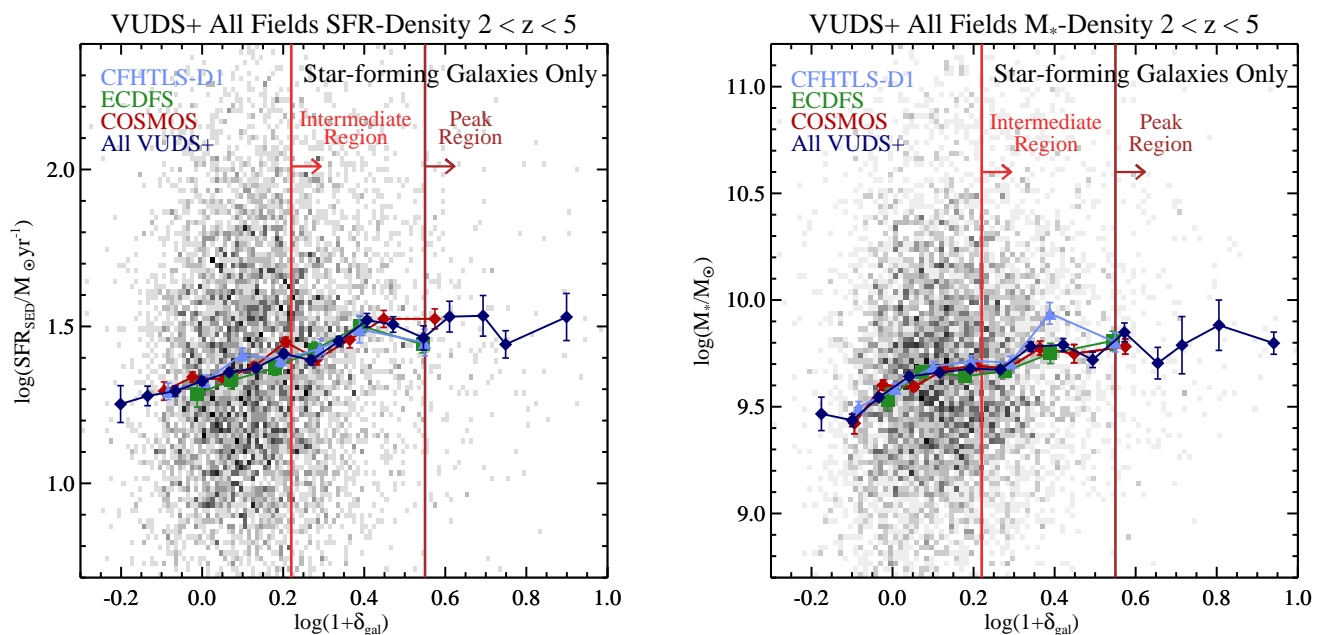 VUDS+ All Fields SFR-Density 2 < z < 5
CFHTLS-D1
ECDFS
COSMOS
All VUDS+
Star-forming Galaxies Only
Intermediate
Region
Peak
Region
2.0
1.5
1.0
log(SFR_SED/M_⊙ yr⁻¹)
-0.2 0.0 0.2 0.4 0.6 0.8 1.0
log(1+δ_gal)
VUDS+ All Fields M_*-Density 2 < z < 5
CFHTLS-D1
ECDFS
COSMOS
All VUDS+
Star-forming Galaxies Only
Intermediate
Region
Peak
Region
11.0
10.5
10.0
9.5
9.0
log(M_*/M_⊙)
-0.2 0.0 0.2 0.4 0.6 0.8 1.0
log(1+δ_gal)